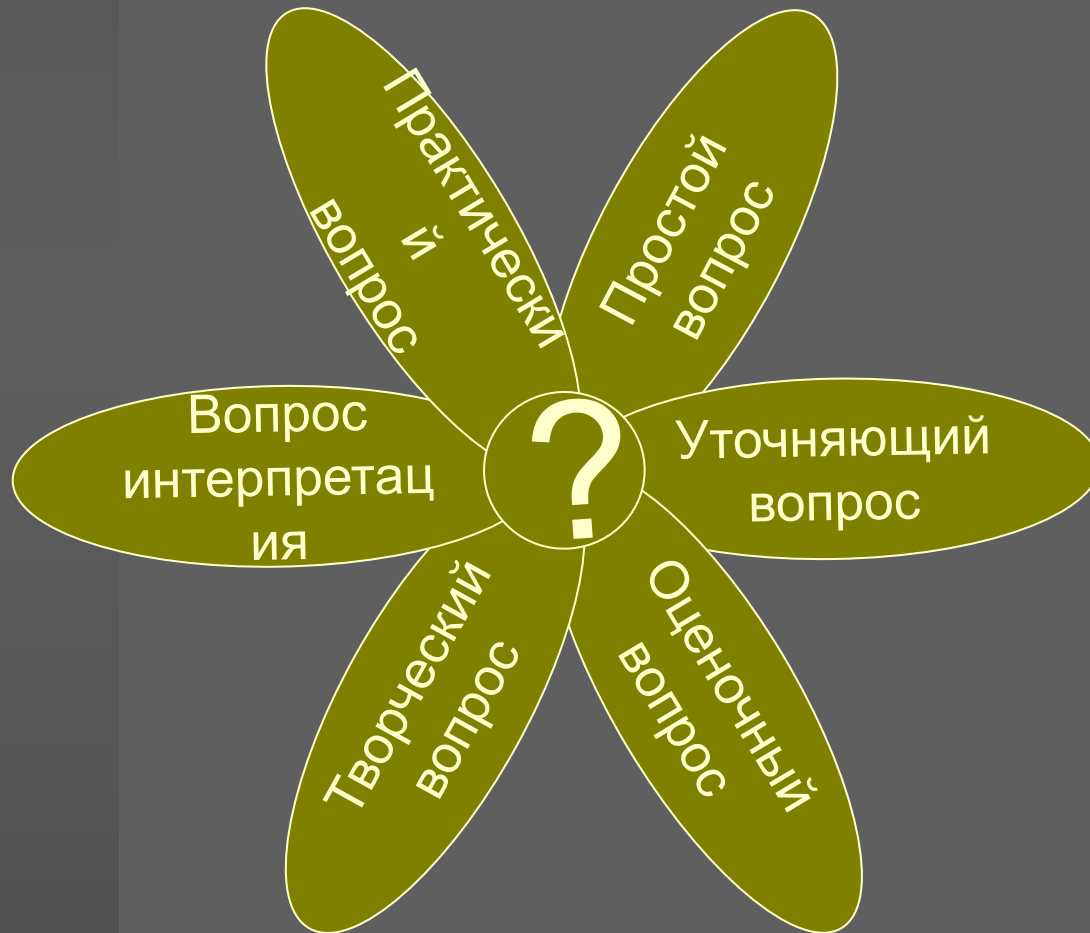 Практически
й
вопрос
Простой
вопрос
Вопрос
интерпретац
ия
?
Уточняющий
вопрос
Творческий
вопрос
Оценочный
вопрос